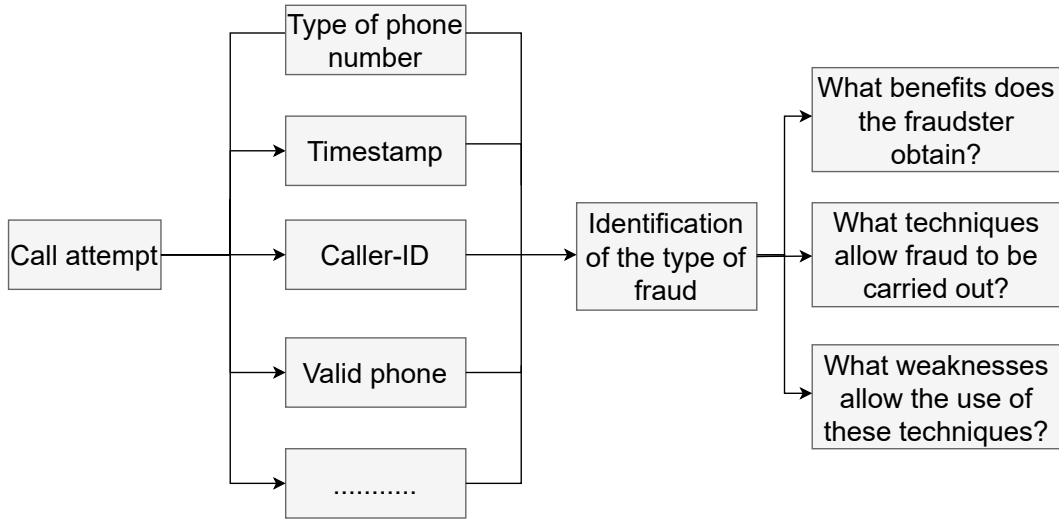 Type of phone
number
Timestamp
Call attempt
Caller-ID
Valid phone
...........
Identification
of the type of
fraud
What benefits does
the fraudster
obtain?
What techniques
allow fraud to be
carried out?
What weaknesses
allow the use of
these techniques?